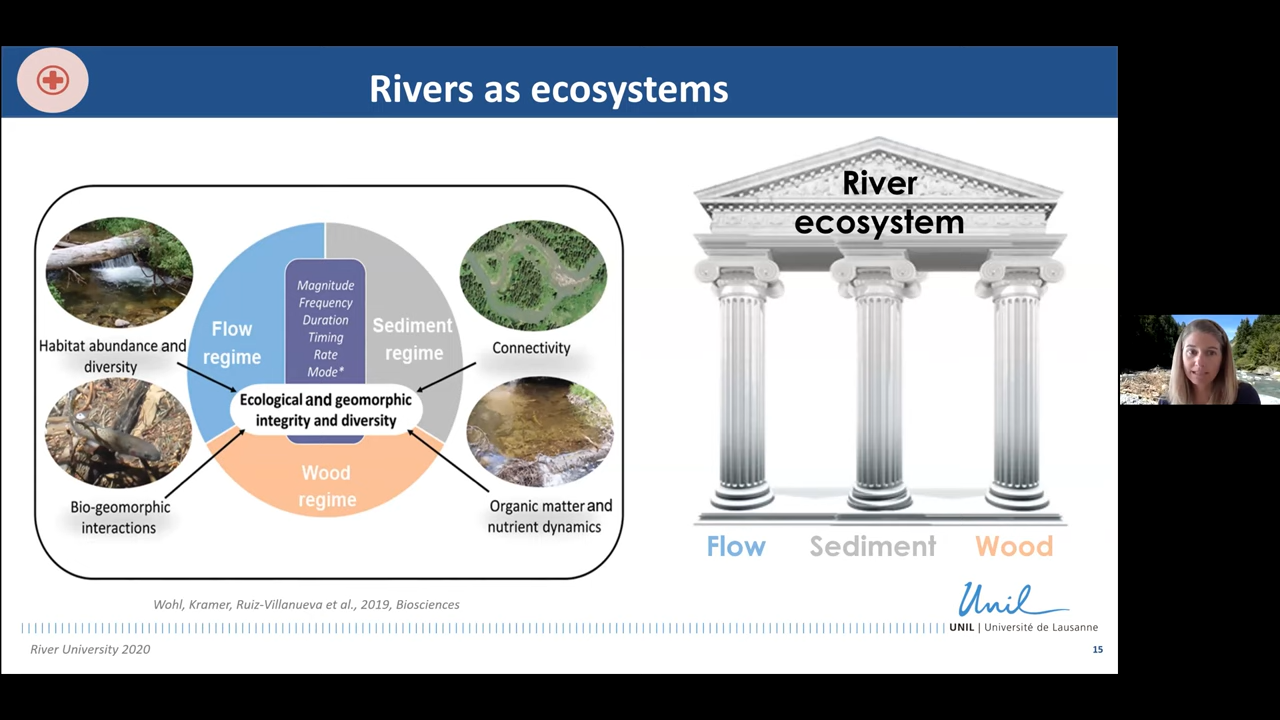 Rivers as ecosystems
Flow
regime
Magnitude
Frequency
Duration
Timing
Rate
Mode*
Sediment
regime
Habitat abundance and
diversity
Connectivity
Ecological and geomorphic
integrity and diversity
Wood
regime
Bio-geomorphic
interactions
Organic matter and
nutrient dynamics
Wohl, Kramer, Ruiz-Villanueva et al., 2019, Biosciences
River
ecosystem
Flow
Sediment
Wood
Unil
UNIL | Université de Lausanne
River University 2020
15